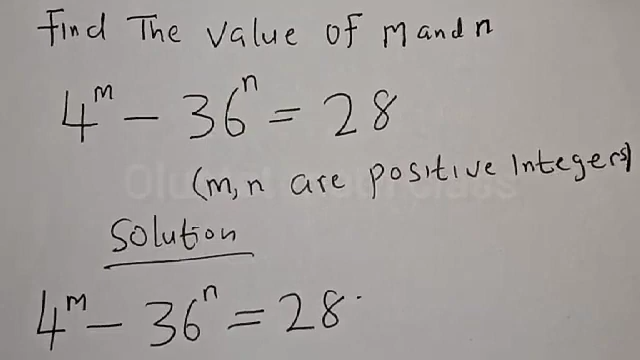 Find The value of m and n
4^m − 36^n = 28
(m,n are positive Integers)
Solution
4^m − 36^n = 28